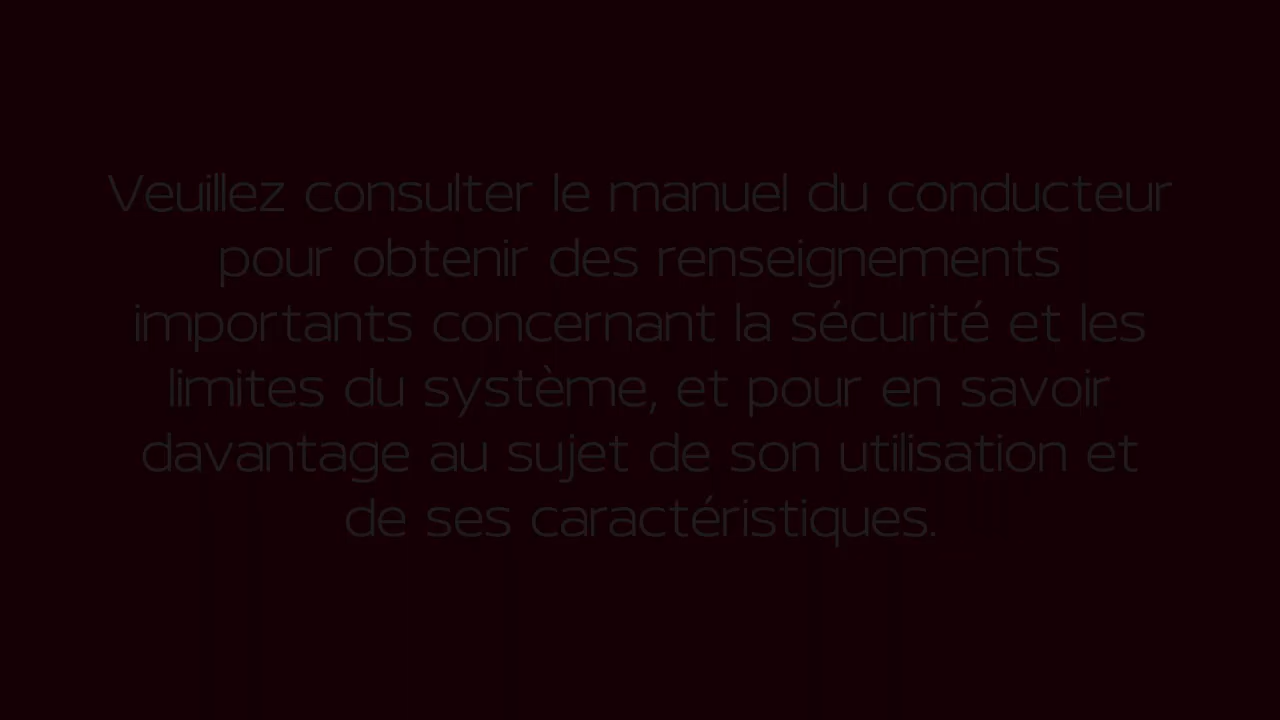 Veuillez consulter le manuel du conducteur
pour obtenir des renseignements
importants concernant la sécurité et les
limites du système, et pour en savoir
davantage au sujet de son utilisation et
de ses caractéristiques.